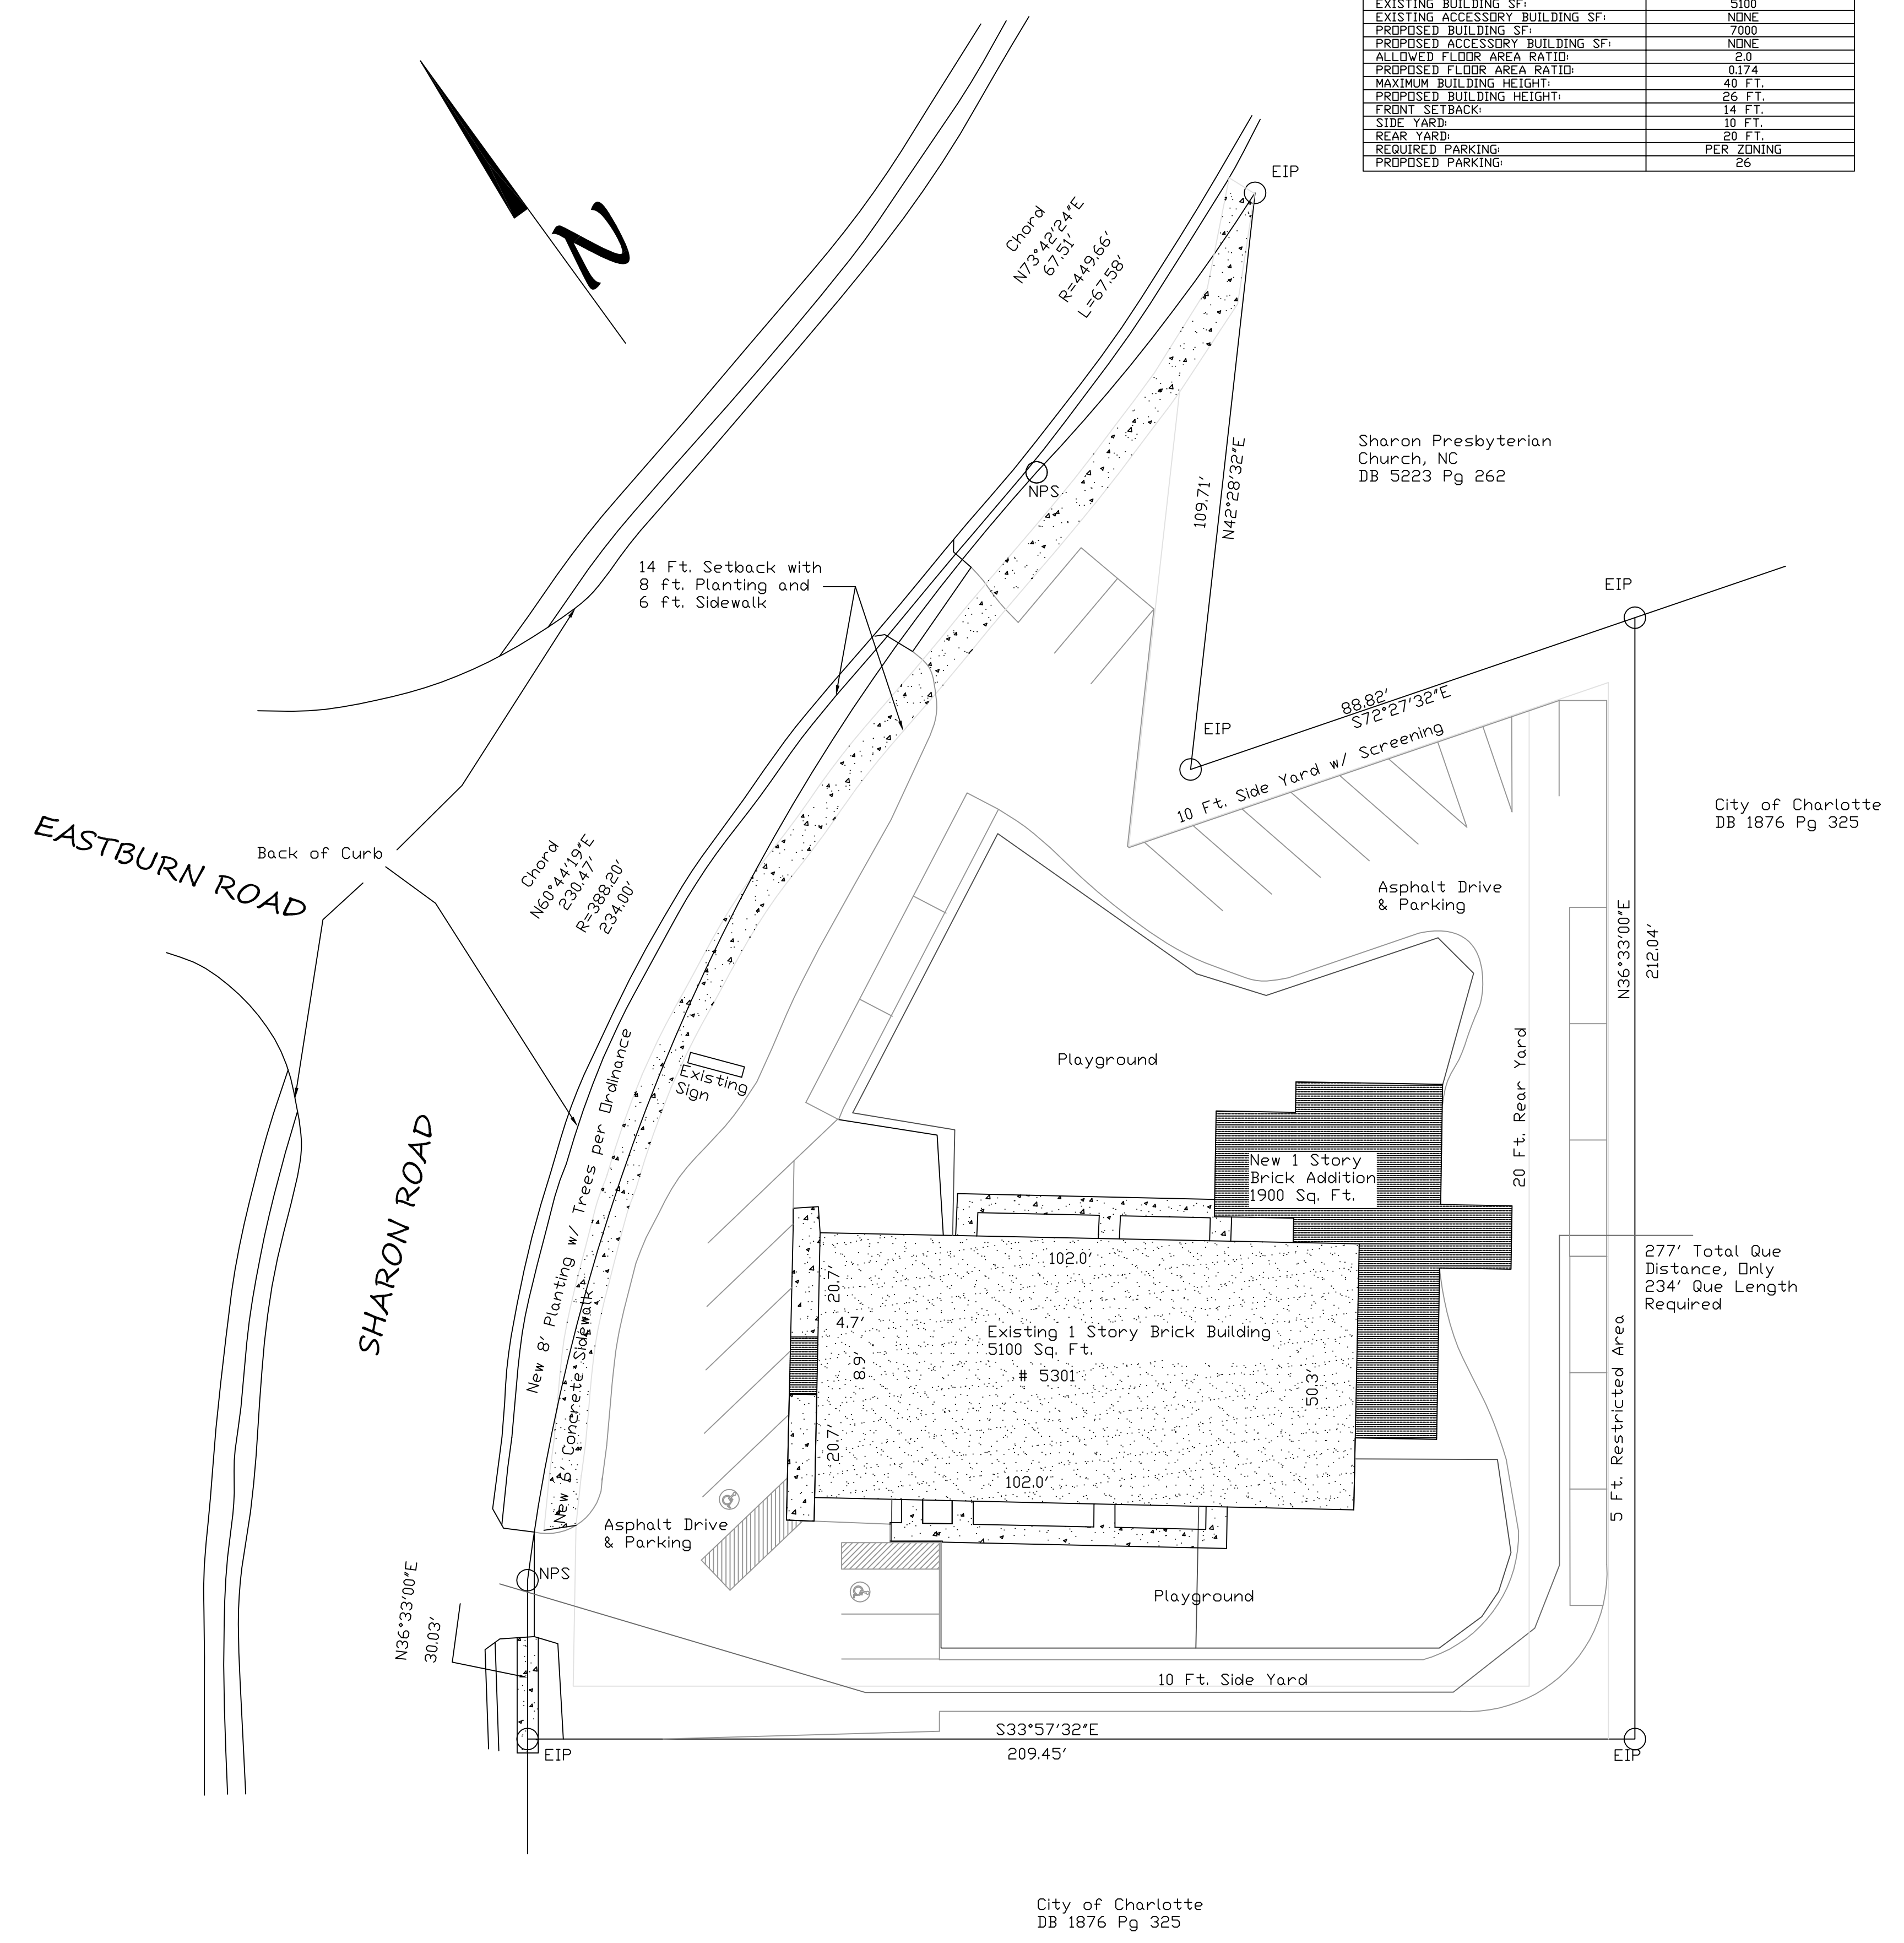 EXISTING BUILDING SF: 5100
EXISTING ACCESSORY BUILDING SF: NONE
PROPOSED BUILDING SF: 7000
PROPOSED ACCESSORY BUILDING SF: NONE
ALLOWED FLOOR AREA RATIO: 2.0
PROPOSED FLOOR AREA RATIO: 0.174
MAXIMUM BUILDING HEIGHT: 40 FT.
PROPOSED BUILDING HEIGHT: 26 FT.
FRONT SETBACK: 14 FT.
SIDE YARD: 10 FT.
REAR YARD: 20 FT.
REQUIRED PARKING: PER ZONING
PROPOSED PARKING: 26
N
EIP
Chord
N73°42'24"E
67.51'
R=449.66'
L=67.58'
Sharon Presbyterian
Church, NC
DB 5223 Pg 262
109.71'
N42°28'32"E
NPS
14 Ft. Setback with
8 ft. Planting and
6 ft. Sidewalk
EIP
88.82'
S72°27'32"E
EIP
10 Ft. Side Yard w/ Screening
City of Charlotte
DB 1876 Pg 325
EASTBURN ROAD
Back of Curb
Chord
N60°44'19"E
230.47'
R=388.20'
234.00'
Asphalt Drive
& Parking
N36°33'00"E
212.04'
Existing
Sign
Playground
20 Ft. Rear Yard
New 8' Planting w/ Trees per Ordinance
SHARON ROAD
New 1 Story
Brick Addition
1900 Sq. Ft.
277' Total Que
Distance, Only
234' Que Length
Required
102.0'
20.7'
4.7'
8.9'
20.7'
Existing 1 Story Brick Building
5100 Sq. Ft.
# 5301
50.3'
102.0'
New 6' Concrete Sidewalk
5 Ft. Restricted Area
Asphalt Drive
& Parking
NPS
N36°33'00"E
30.03'
Playground
10 Ft. Side Yard
S33°57'32"E
209.45'
EIP
EIP
City of Charlotte
DB 1876 Pg 325